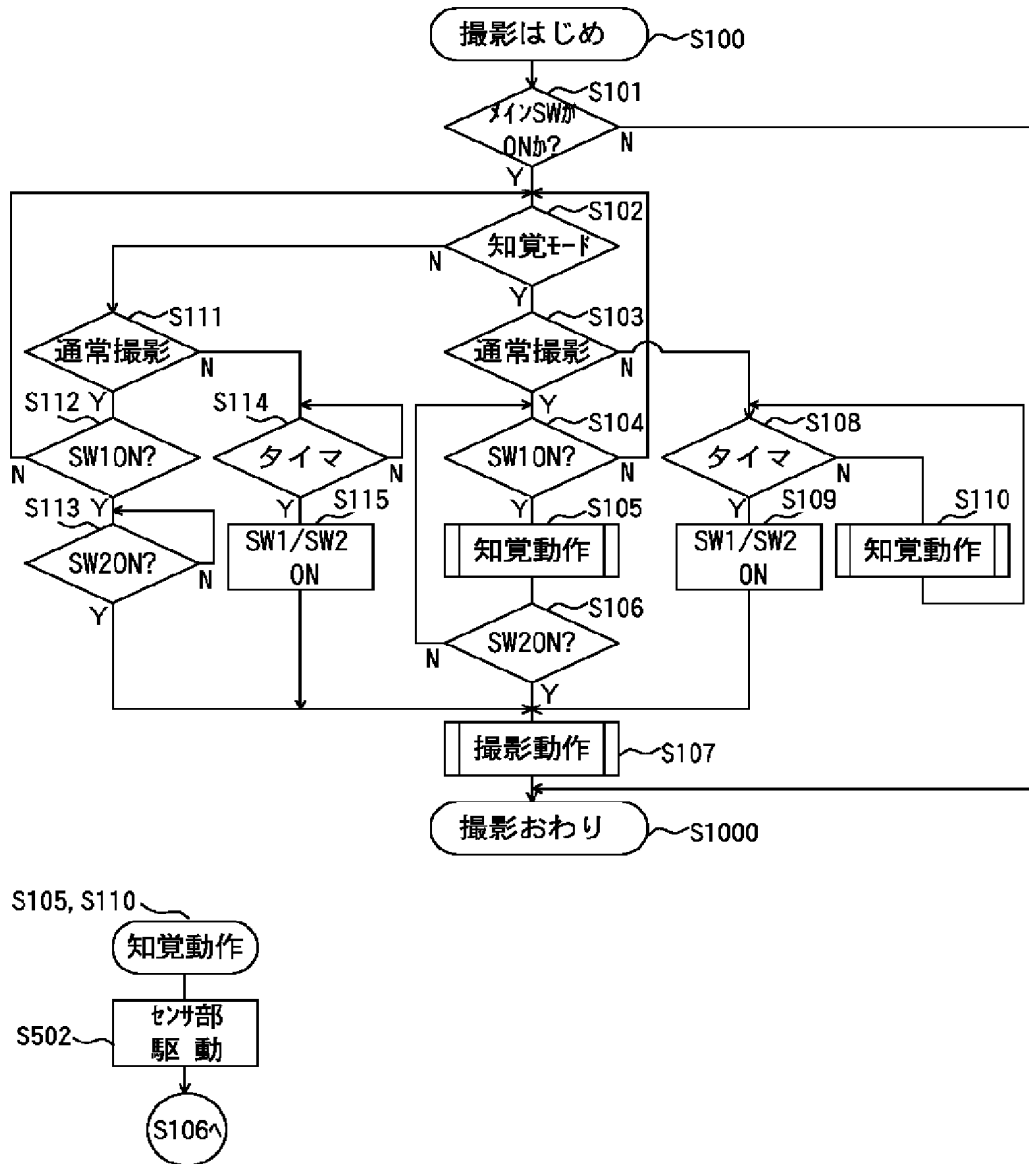 撮影はじめ
S100
S101
メインSWが
ONか?
N
Y
S102
知覚モード
N
Y
S111
通常撮影
N
Y
S103
通常撮影
N
Y
S112
SW1ON?
N
Y
S114
タイマ
N
Y
S104
SW1ON?
N
Y
S108
タイマ
N
Y
S113
SW2ON?
N
Y
S115
SW1/SW2
ON
S105
知覚動作
S109
SW1/SW2
ON
S110
知覚動作
S106
SW2ON?
N
Y
撮影動作
S107
撮影おわり
S1000
S105, S110
知覚動作
S502
センサ部
駆 動
S106へ